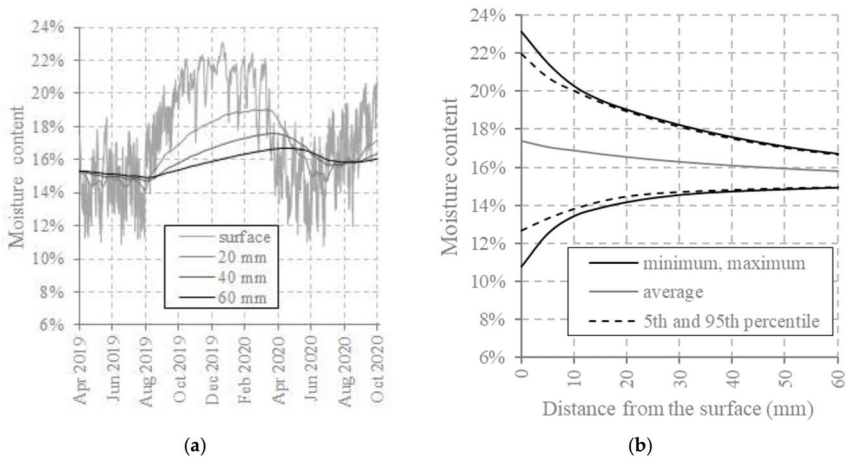 24%
22%
20%
18%
16%
14%
12%
10%
8%
6%
Moisture content
surface
20 mm
40 mm
60 mm
Apr 2019
Jun 2019
Aug 2019
Oct 2019
Dec 2019
Feb 2020
Apr 2020
Jun 2020
Aug 2020
Oct 2020
(a)
24%
22%
20%
18%
16%
14%
12%
10%
8%
6%
Moisture content
minimum, maximum
average
5th and 95th percentile
0
10
20
30
40
50
60
Distance from the surface (mm)
(b)